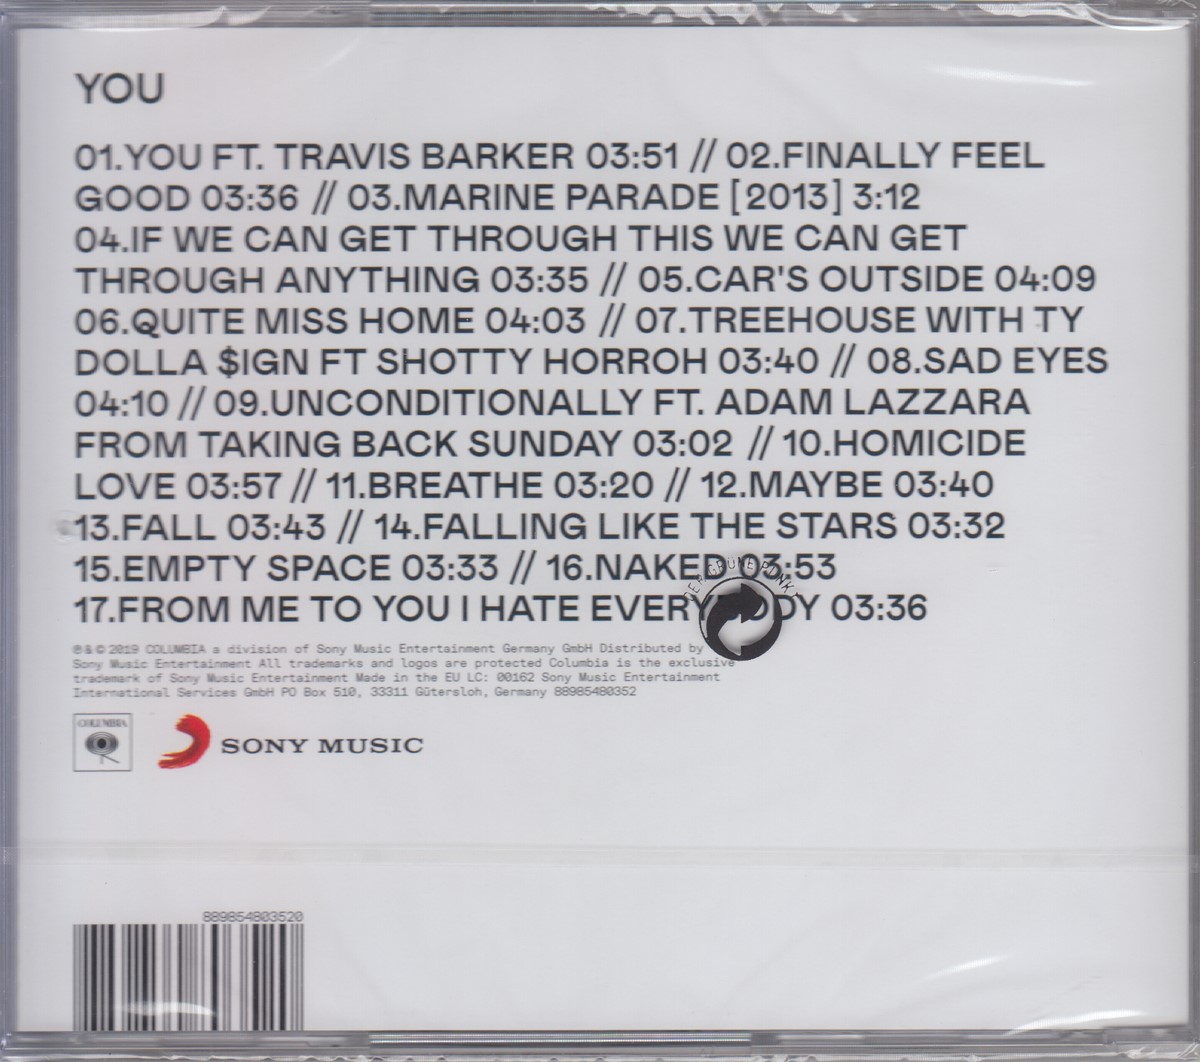 YOU
01.YOU FT. TRAVIS BARKER 03:51 // 02.FINALLY FEEL
GOOD 03:36 // 03.MARINE PARADE [2013] 3:12
04.IF WE CAN GET THROUGH THIS WE CAN GET
THROUGH ANYTHING 03:35 // 05.CAR'S OUTSIDE 04:09
06.QUITE MISS HOME 04:03 // 07.TREEHOUSE WITH TY
DOLLA $IGN FT SHOTTY HORROH 03:40 // 08.SAD EYES
04:10 // 09.UNCONDITIONALLY FT. ADAM LAZZARA
FROM TAKING BACK SUNDAY 03:02 // 10.HOMICIDE
LOVE 03:57 // 11.BREATHE 03:20 // 12.MAYBE 03:40
13.FALL 03:43 // 14.FALLING LIKE THE STARS 03:32
15.EMPTY SPACE 03:33 // 16.NAKED 03:53
DER GRÜNE PUNKT
17.FROM ME TO YOU I HATE EVERYBODY 03:36
℗&© 2019 COLUMBIA a division of Sony Music Entertainment Germany GmbH Distributed by
Sony Music Entertainment All trademarks and logos are protected Columbia is the exclusive
trademark of Sony Music Entertainment Made in the EU LC: 00162 Sony Music Entertainment
International Services GmbH PO Box 510, 33311 Gütersloh, Germany 88985480352
COLUMBIA
SONY MUSIC
889854803520